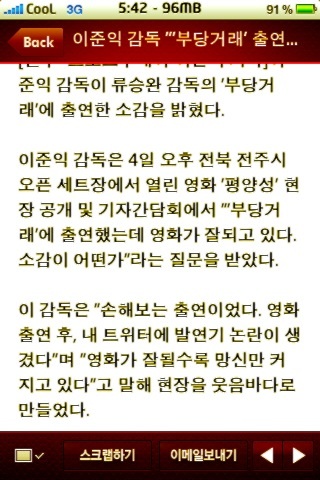 CooL 3G 5:42 - 96MB 91%
Back 이준익 감독 "'부당거래' 출연...
준익 감독이 류승완 감독의 '부당거
래'에 출연한 소감을 밝혔다.
이준익 감독은 4일 오후 전북 전주시
오픈 세트장에서 열린 영화 '평양성' 현
장 공개 및 기자간담회에서 "'부당거
래'에 출연했는데 영화가 잘되고 있다.
소감이 어떤가"라는 질문을 받았다.
이 감독은 "손해보는 출연이었다. 영화
출연 후, 내 트위터에 발연기 논란이 생
겼다"며 "영화가 잘될수록 망신만 커
지고 있다"고 말해 현장을 웃음바다로
만들었다.
스크랩하기 이메일보내기